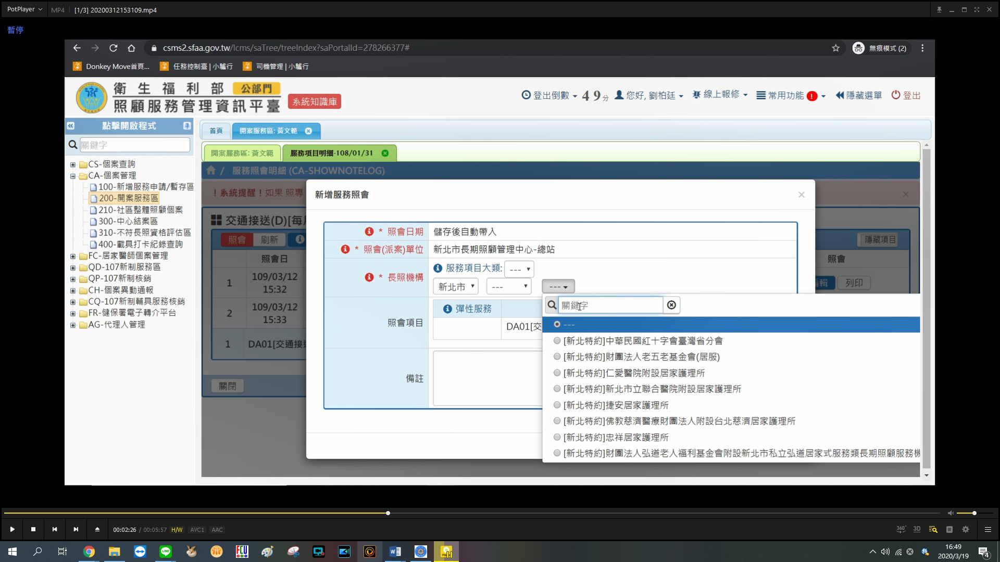 PotPlayer
MP4
[1/3] 20200312153109.mp4
暫停
csms2.sfaa.gov.tw/lcms/saTree/treeIndex?saPortalId=278266377#
無痕模式 (2)
Donkey Move首頁...
任務控制臺 | 小驢行
司機管理 | 小驢行
衛生福利部 公部門
照顧服務管理資訊平臺
系統知識庫
登出倒數
49分
您好, 劉柏廷
線上報修
常用功能
隱藏選單
登出
點擊開啟程式
關鍵字
CS-個案查詢
CA-個案管理
100-新增服務申請/暫存區
200-開案服務區
210-社區整體照顧個案
300-中心結案區
310-不符長照資格評估區
400-載具打卡紀錄查詢
FC-居家醫師個案管理
QD-107新制服務區
QP-107新制核銷
CH-個案異動通報
CQ-107新制輔具服務核銷
FR-健保署電子轉介平台
AG-代理人管理
首頁
開案服務區: 黃文範
開案服務區: 黃文範
服務項目明細-108/01/31
/ 服務照會明細 (CA-SHOWNOTELOG)
! 系統提醒 ! 如果 照專
交通接送(D)[每月
照會
刷新
隱藏項目
照會日
照會
1
109/03/12
15:32
編輯
列印
2
109/03/12
15:33
1
DA01[交通接送
關閉
新增服務照會
* 照會日期
儲存後自動帶入
* 照會(派案)單位
新北市長期照顧管理中心-總站
* 長照機構
服務項目大類:
---
新北市
---
---
照會項目
彈性服務
DA01[交
備註
關鍵字
---
[新北特約]中華民國紅十字會臺灣省分會
[新北特約]財團法人老五老基金會(居服)
[新北特約]仁愛醫院附設居家護理所
[新北特約]新北市立聯合醫院附設居家護理所
[新北特約]捷安居家護理所
[新北特約]佛教慈濟醫療財團法人附設台北慈濟居家護理所
[新北特約]忠祥居家護理所
[新北特約]財團法人弘道老人福利基金會附設新北市私立弘道居家式服務類長期照顧服務機
00:02:26 / 00:05:57
H/W
AVC1
AAC
360°
3D
FCU
16:49
2020/3/19
4